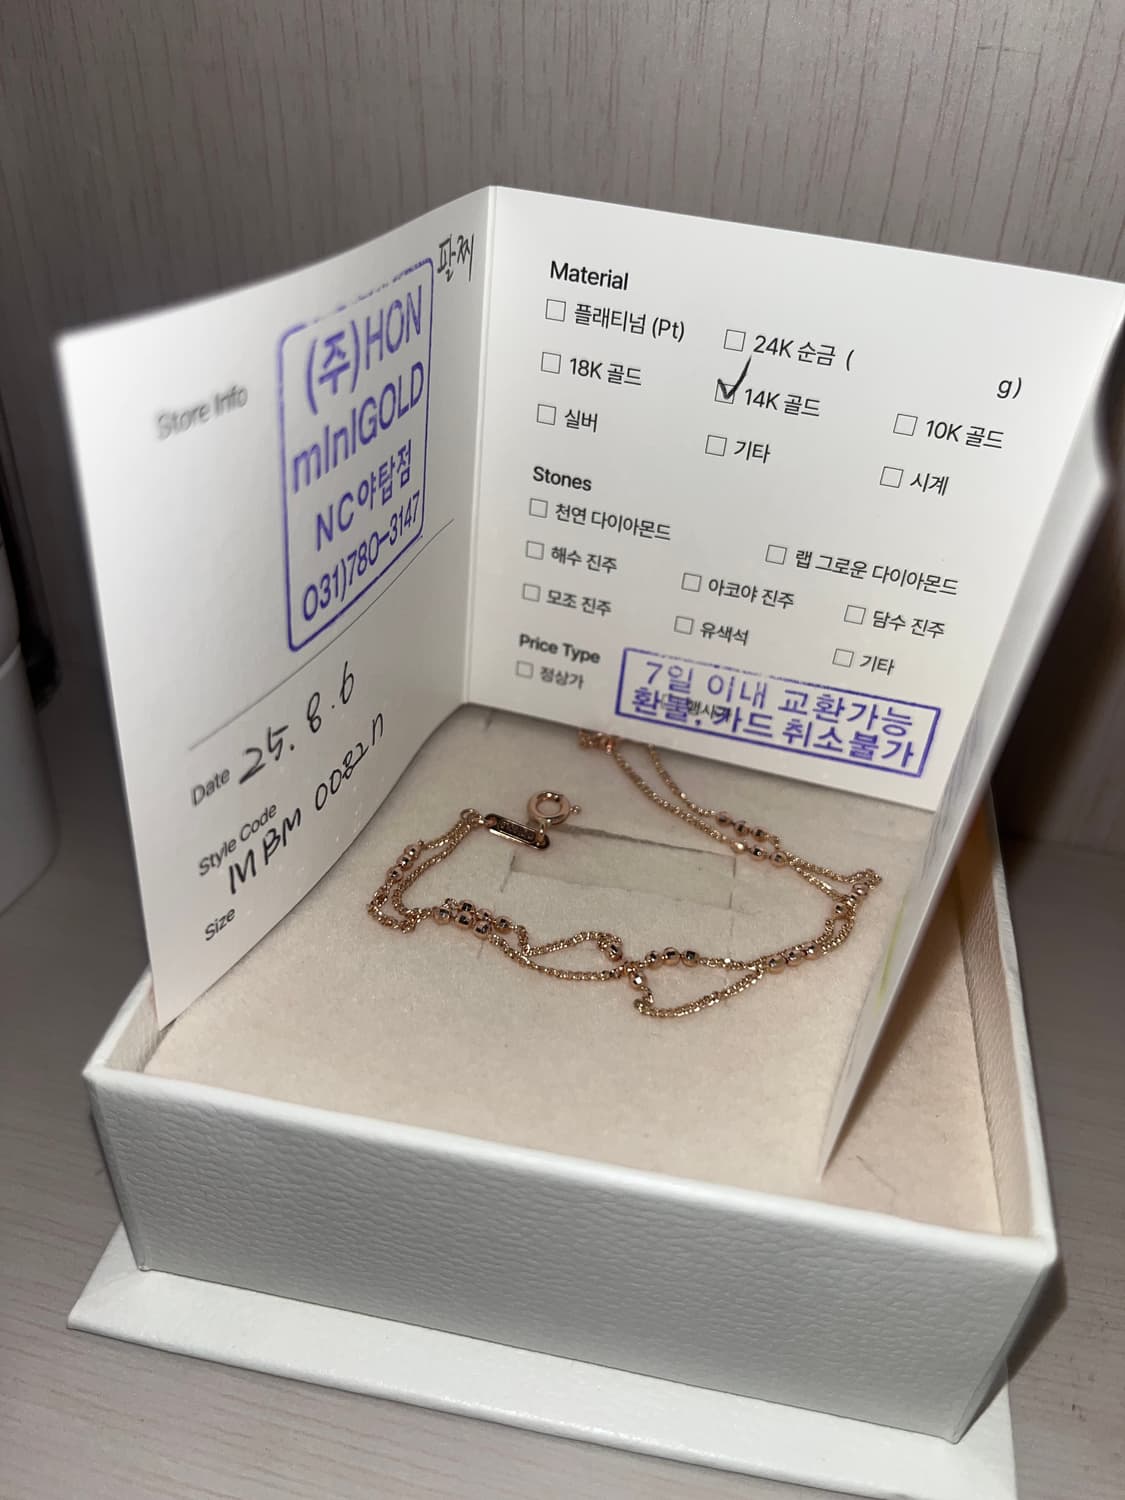 팔찌
Store Info
(주)HON
mInIGOLD
NC야탑점
031)780-3147
Date 25. 8. 6
Style Code
MBM 0082n
Size
Material
☐ 플래티넘 (Pt)
☐ 24K 순금 ( g)
☐ 18K 골드
☑ 14K 골드
☐ 10K 골드
☐ 실버
☐ 기타
☐ 시계
Stones
☐ 천연 다이아몬드
☐ 랩 그로운 다이아몬드
☐ 해수 진주
☐ 아코야 진주
☐ 담수 진주
☐ 모조 진주
☐ 유색석
☐ 기타
Price Type
☐ 정상가
7일 이내 교환가능
환불, 카드 취소불가